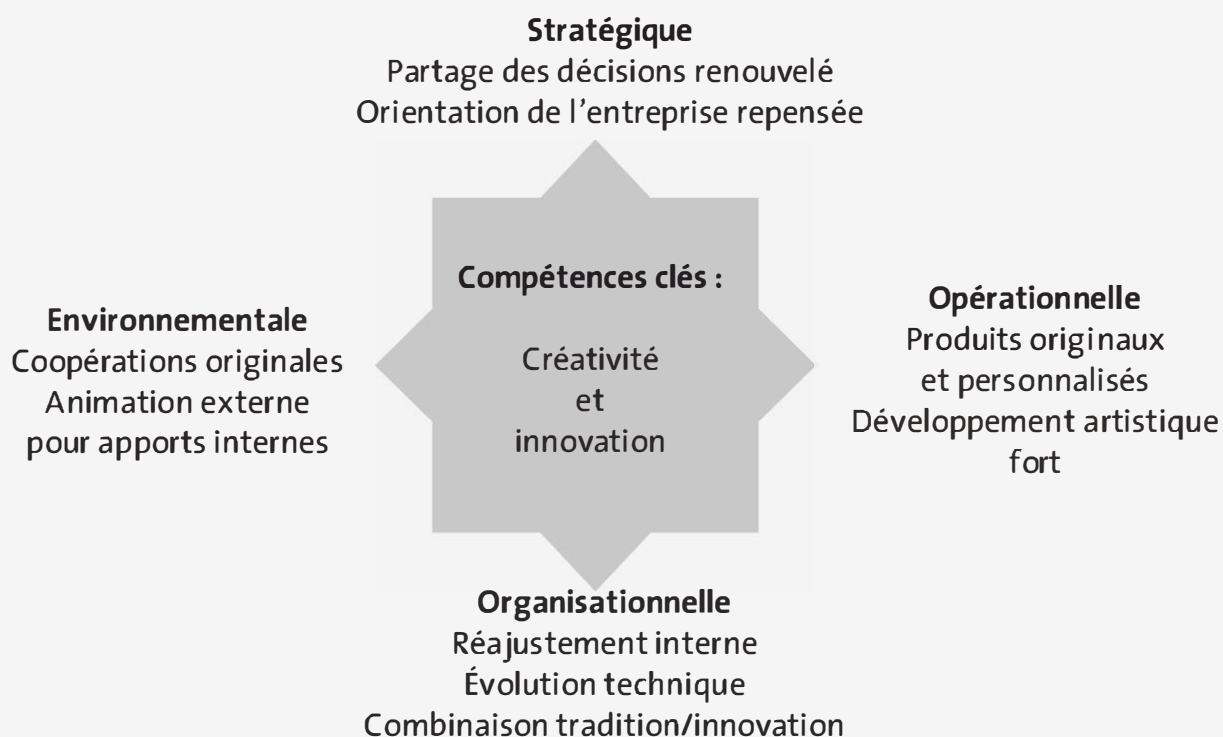 Stratégique
Partage des décisions renouvelé
Orientation de l'entreprise repensée
Compétences clés :
Créativité
et
innovation
Environnementale
Coopérations originales
Animation externe
pour apports internes
Opérationnelle
Produits originaux
et personnalisés
Développement artistique
fort
Organisationnelle
Réajustement interne
Évolution technique
Combinaison tradition/innovation